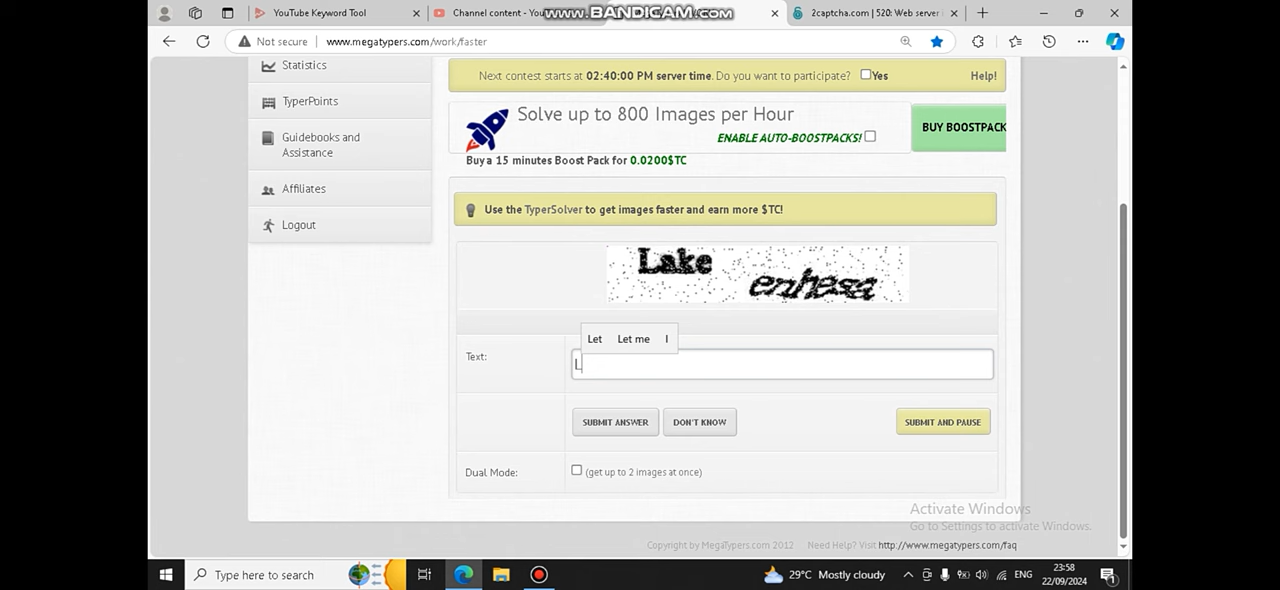 YouTube Keyword Tool
Channel content - You
www.BANDICAM.com
2captcha.com | 520: Web server i
Not secure | www.megatypers.com/work/faster
Statistics
TyperPoints
Guidebooks and
Assistance
Affiliates
Logout
Next contest starts at 02:40:00 PM server time. Do you want to participate? Yes Help!
Solve up to 800 Images per Hour
ENABLE AUTO-BOOSTPACKS!
BUY BOOSTPACK
Buy a 15 minutes Boost Pack for 0.0200$TC
Use the TyperSolver to get images faster and earn more $TC!
Lake
Let Let me I
Text:
L
SUBMIT ANSWER DON'T KNOW SUBMIT AND PAUSE
Dual Mode: (get up to 2 images at once)
Activate Windows
Go to Settings to activate Windows.
Copyright by MegaTypers.com 2012 Need Help? Visit http://www.megatypers.com/faq
Type here to search
29°C Mostly cloudy
ENG
23:58
22/09/2024
1